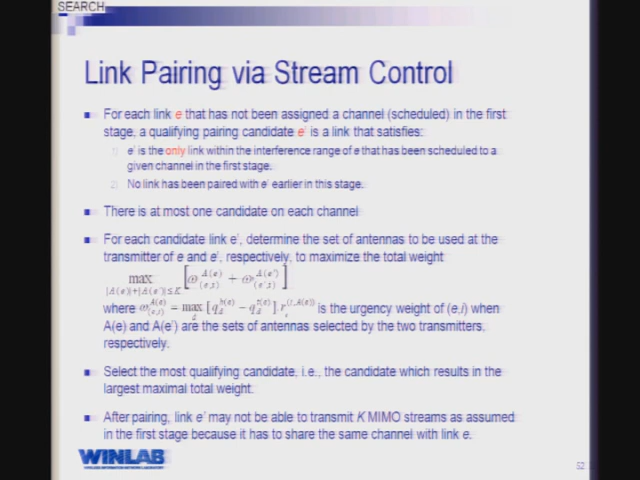 SEARCH
Link Pairing via Stream Control
For each link e that has not been assigned a channel (scheduled) in the first
stage, a qualifying pairing candidate e' is a link that satisfies:
1) e' is the only link within the interference range of e that has been scheduled to a
given channel in the first stage.
2) No link has been paired with e' earlier in this stage.
There is at most one candidate on each channel
For each candidate link e', determine the set of antennas to be used at the
transmitter of e and e', respectively, to maximize the total weight
max [ω^{A(e)}_{(e,i)} + ω^{A(e')}_{(e',i)}]
|A(e)|+|A(e')|≤K
where ω^{A(e)}_{(e,i)} = max is the urgency weight of (e,i) when
A(e) and A(e') are the sets of antennas selected by the two transmitters,
respectively.
Select the most qualifying candidate, i.e., the candidate which results in the
largest maximal total weight.
After pairing, link e' may not be able to transmit K MIMO streams as assumed
in the first stage because it has to share the same channel with link e.
WINLAB
52